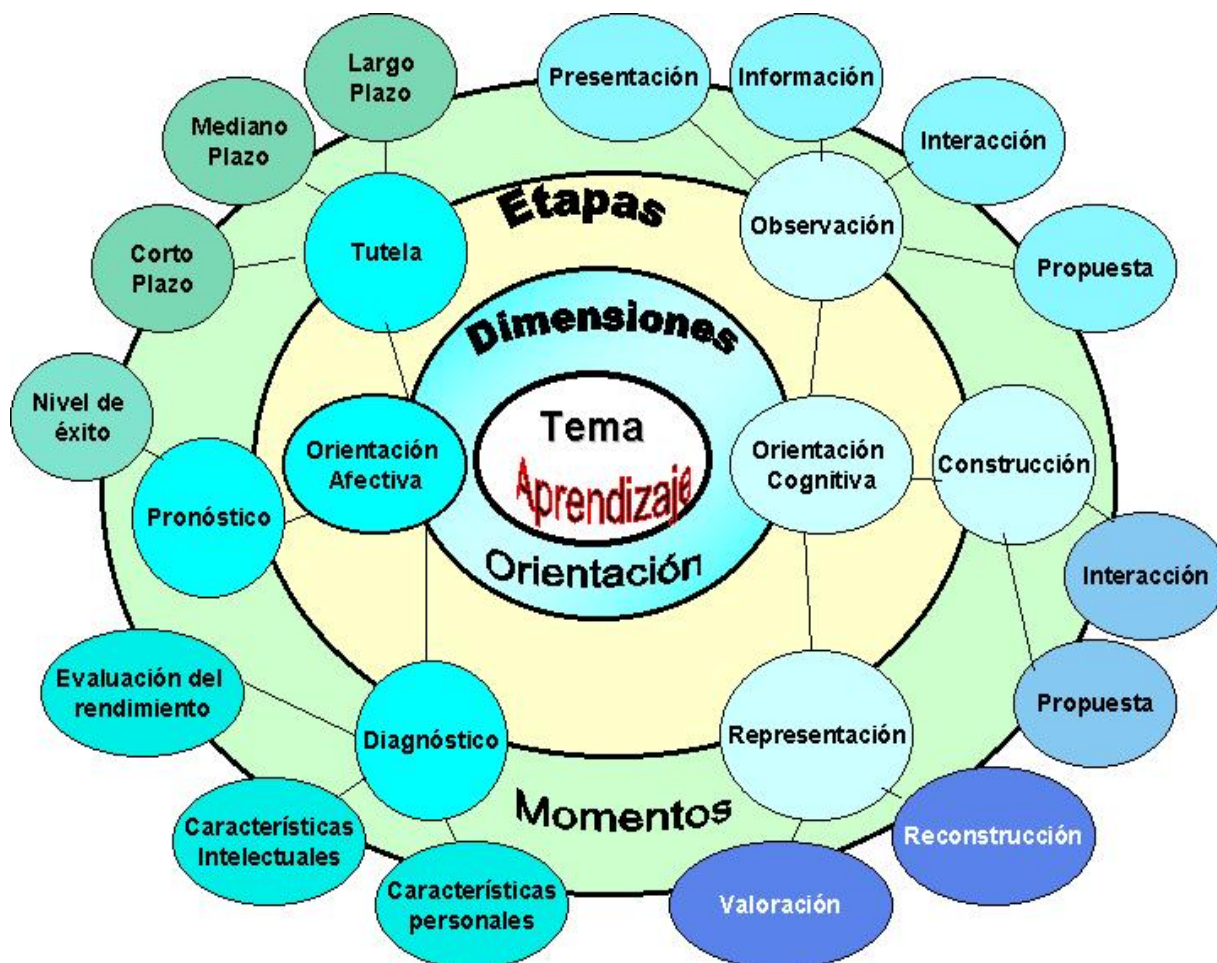 Largo
Plazo
Presentación
Información
Mediano
Plazo
Interacción
Etapas
Observación
Tutela
Corto
Plazo
Propuesta
Dimensiones
Nivel de
éxito
Tema
Aprendizaje
Orientación
Afectiva
Orientación
Cognitiva
Construcción
Pronóstico
Orientación
Interacción
Evaluación del
rendimiento
Propuesta
Diagnóstico
Representación
Momentos
Características
Intelectuales
Reconstrucción
Características
personales
Valoración